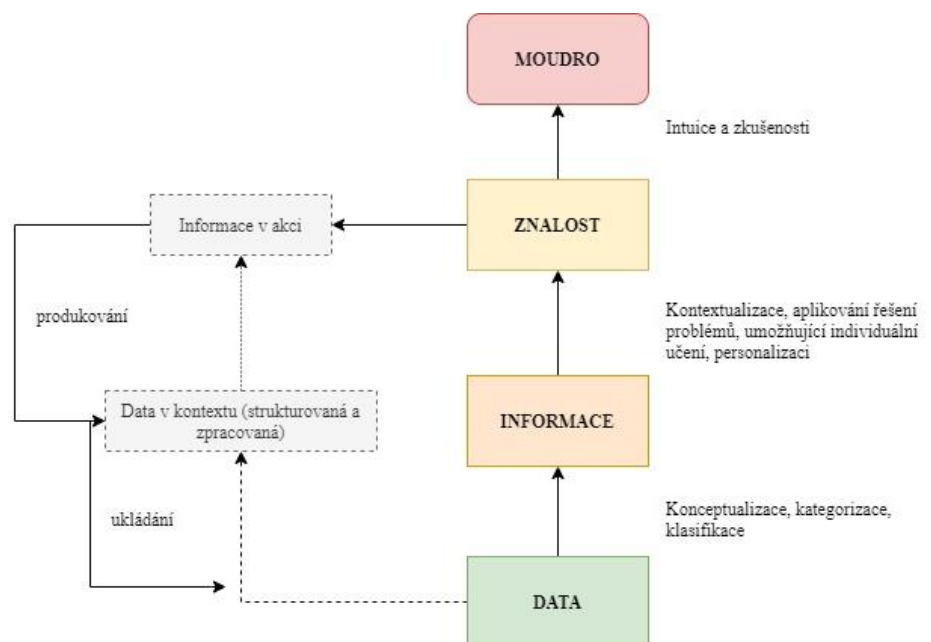 MOUDRO
Intuice a zkušenosti
Informace v akci
ZNALOST
produkování
Kontextualizace, aplikování řešení
problémů, umožňující individuální
učení, personalizaci
Data v kontextu (strukturovaná a
zpracovaná)
INFORMACE
ukládání
Konceptualizace, kategorizace,
klasifikace
DATA